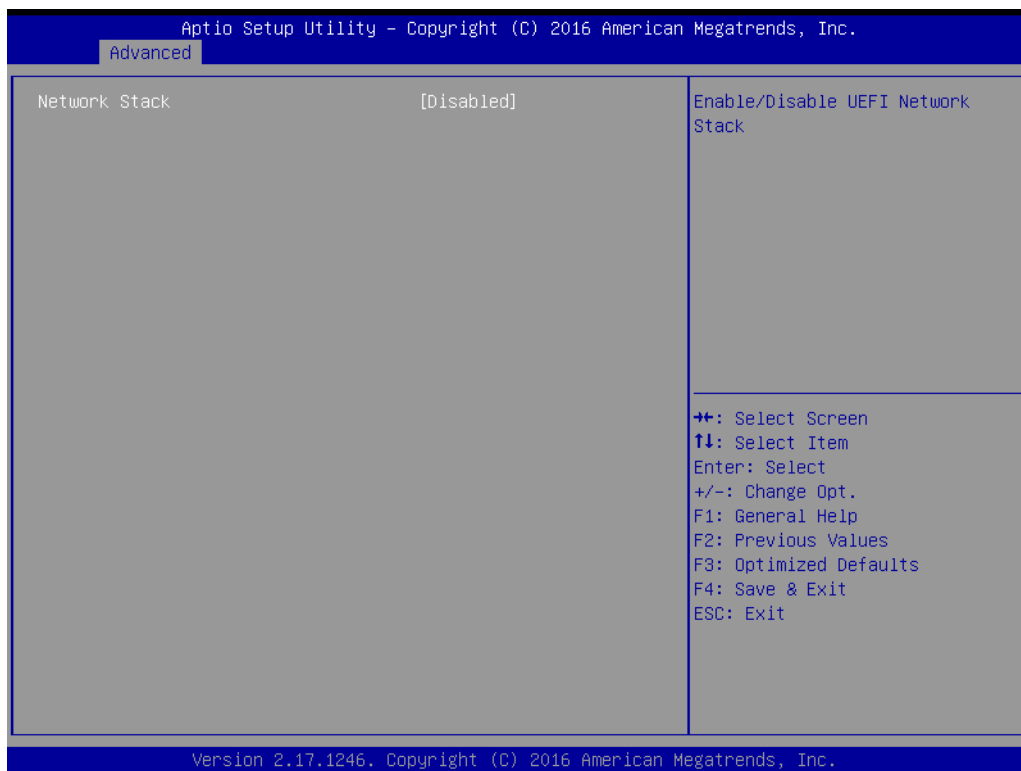 Aptio Setup Utility – Copyright (C) 2016 American Megatrends, Inc.
Advanced
Network Stack [Disabled]
Enable/Disable UEFI Network
Stack
→←: Select Screen
↑↓: Select Item
Enter: Select
+/-: Change Opt.
F1: General Help
F2: Previous Values
F3: Optimized Defaults
F4: Save & Exit
ESC: Exit
Version 2.17.1246. Copyright (C) 2016 American Megatrends, Inc.